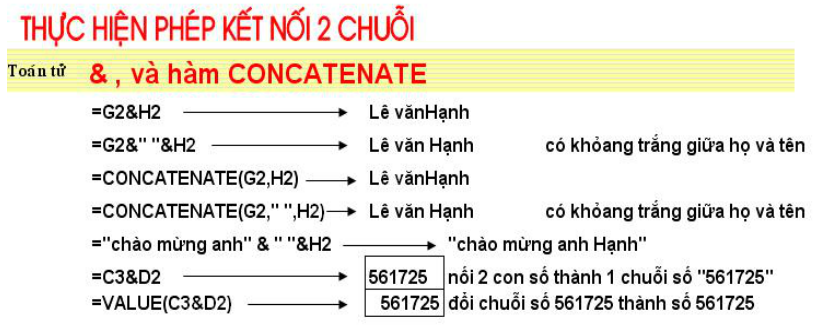 THỰC HIỆN PHÉP KẾT NỐI 2 CHUỖI
Toán tử & , và hàm CONCATENATE
=G2&H2 Lê vănHạnh
=G2&" "&H2 Lê văn Hạnh có khỏang trắng giữa họ và tên
=CONCATENATE(G2,H2) Lê vănHạnh
=CONCATENATE(G2," ",H2) Lê văn Hạnh có khỏang trắng giữa họ và tên
="chào mừng anh" & " "&H2 "chào mừng anh Hạnh"
=C3&D2 561725 nối 2 con số thành 1 chuỗi số "561725"
=VALUE(C3&D2) 561725 đổi chuỗi số 561725 thành số 561725